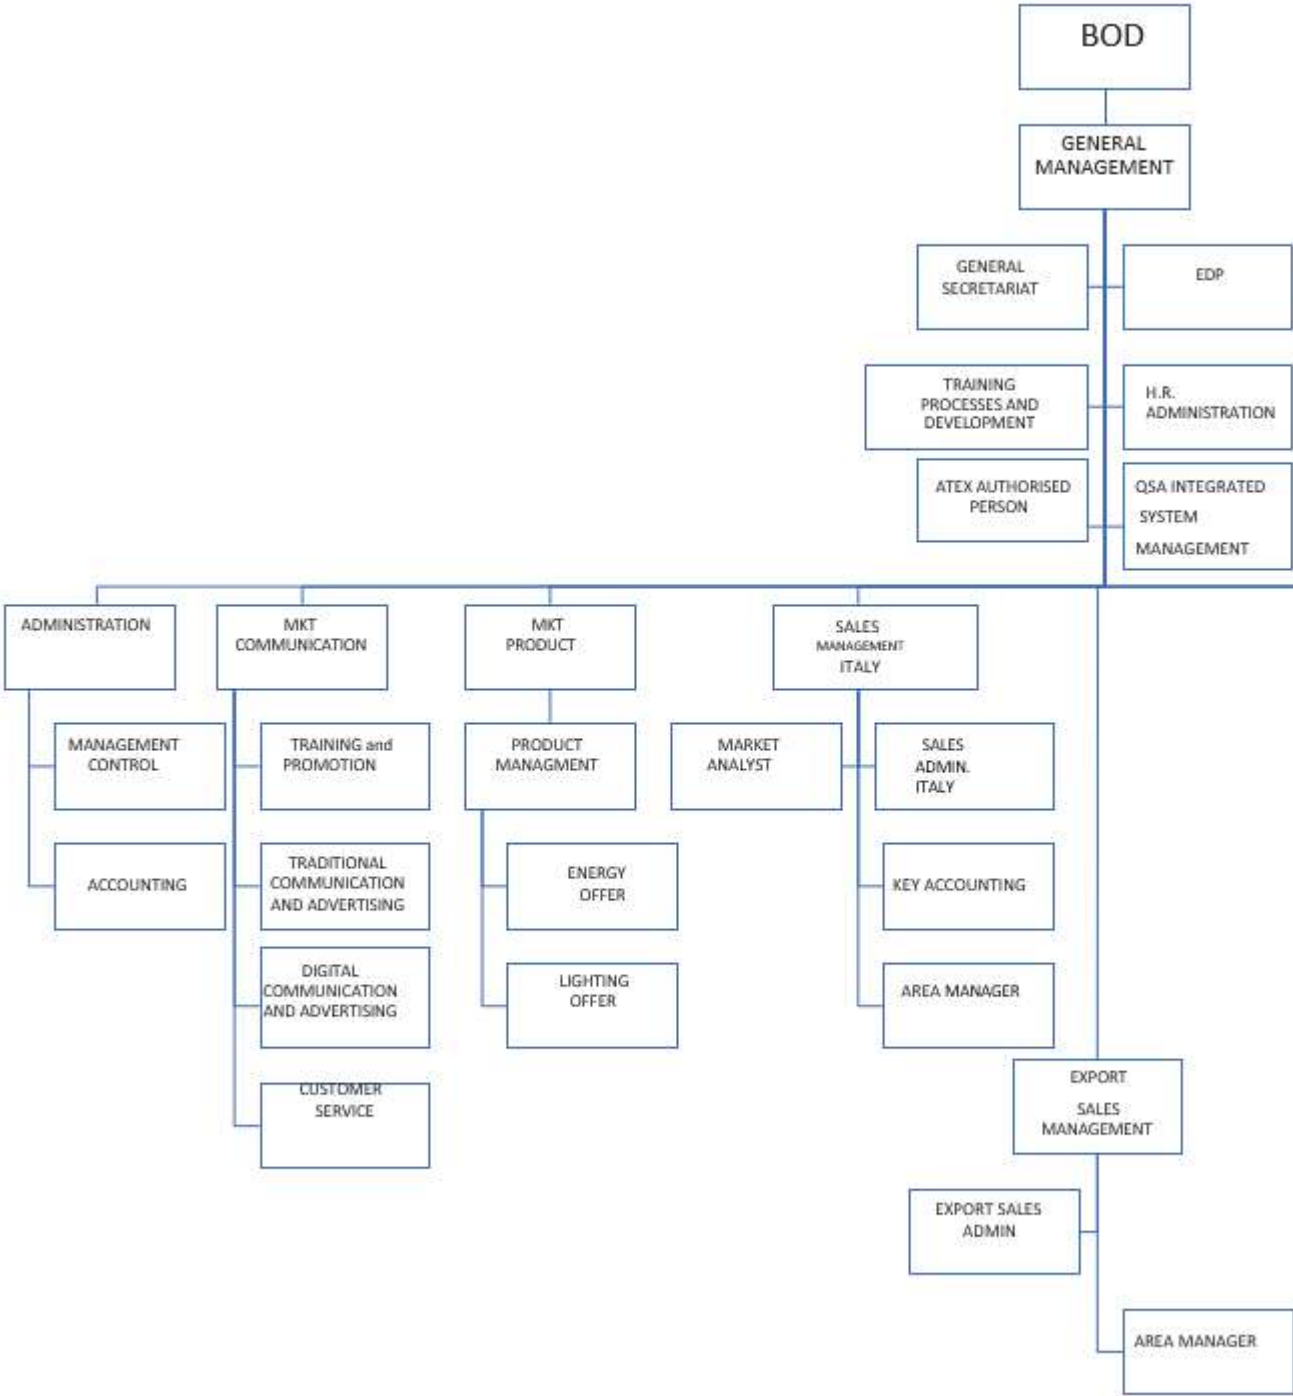 BOD
GENERAL
MANAGEMENT
GENERAL
SECRETARIAT
EDP
TRAINING
PROCESSES AND
DEVELOPMENT
H.R.
ADMINISTRATION
ATEX AUTHORISED
PERSON
QSA INTEGRATED
SYSTEM
MANAGEMENT
ADMINISTRATION
MKT
COMMUNICATION
MKT
PRODUCT
SALES
MANAGEMENT
ITALY
MANAGEMENT
CONTROL
TRAINING and
PROMOTION
PRODUCT
MANAGMENT
MARKET
ANALYST
SALES
ADMIN.
ITALY
ACCOUNTING
TRADITIONAL
COMMUNICATION
AND ADVERTISING
ENERGY
OFFER
KEY ACCOUNTING
DIGITAL
COMMUNICATION
AND ADVERTISING
LIGHTING
OFFER
AREA MANAGER
CUSTOMER
SERVICE
EXPORT
SALES
MANAGEMENT
EXPORT SALES
ADMIN
AREA MANAGER